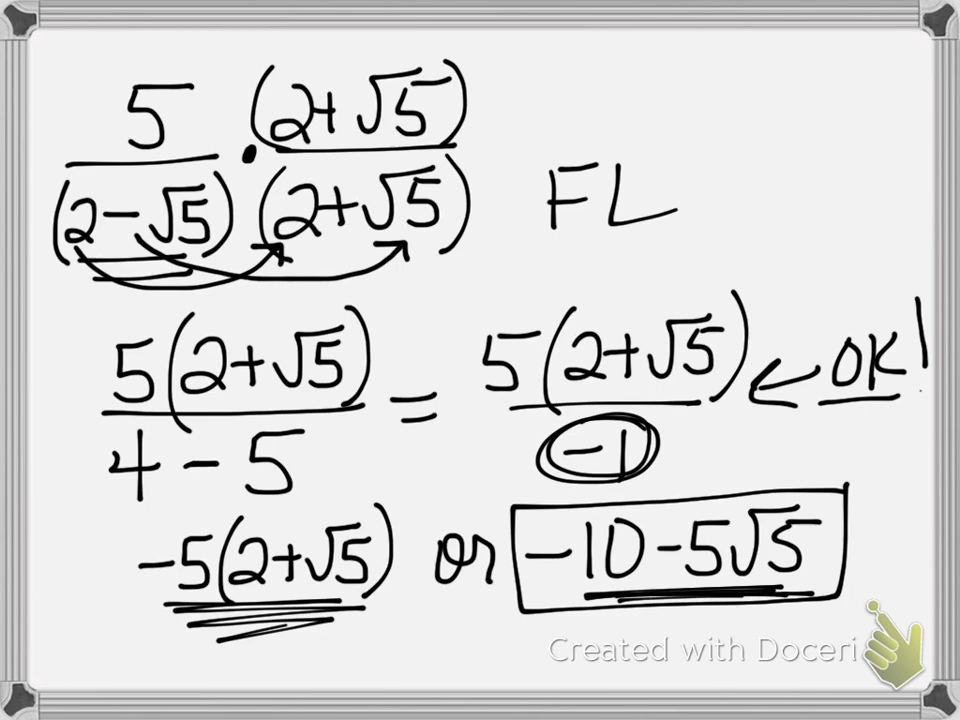 5/(2-√5) · (2+√5)/(2+√5) FL
5(2+√5)/4-5 = 5(2+√5)/-1 ← OK!
-5(2+√5) or -10-5√5
Created with Doceri